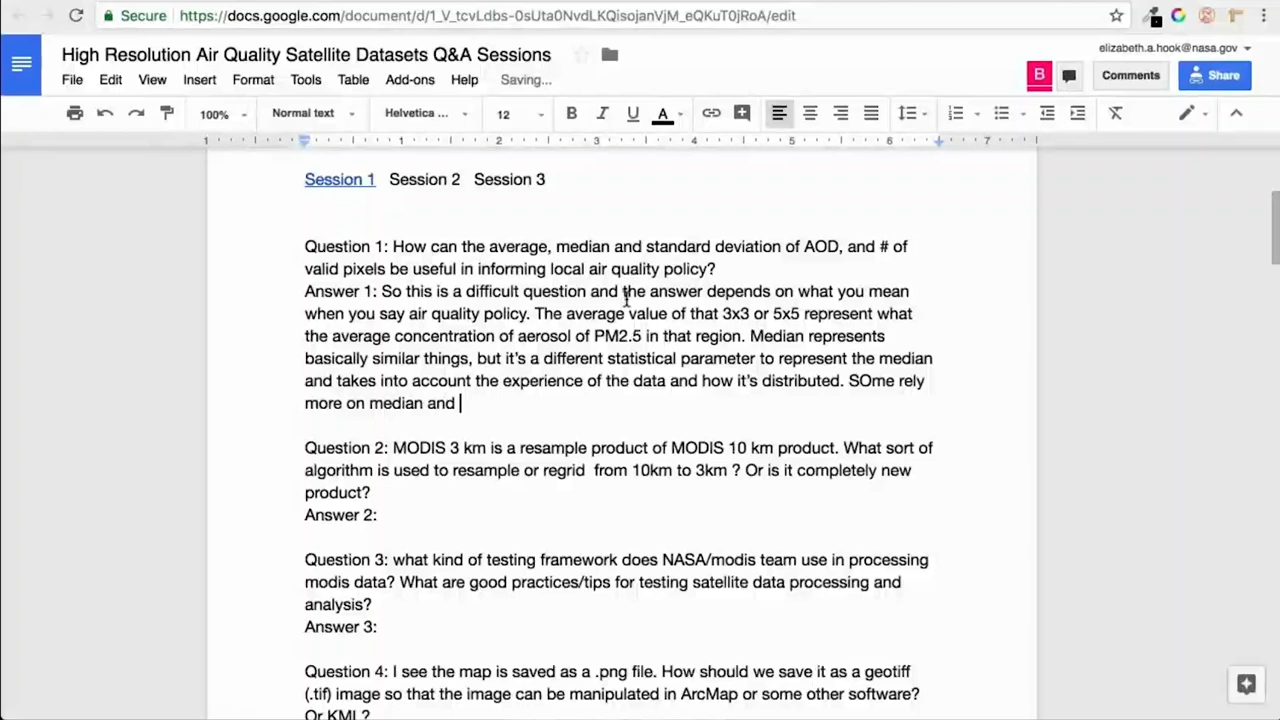 Secure https://docs.google.com/document/d/1_V_tcvLdbs-0sUta0NvdLKQisojanVjM_eQKuT0jRoA/edit
High Resolution Air Quality Satellite Datasets Q&A Sessions
elizabeth.a.hook@nasa.gov
File Edit View Insert Format Tools Table Add-ons Help Saving...
B Comments Share
100% Normal text Helvetica ... 12 B I U A
1 1 2 3 4 5 6 7
Session 1 Session 2 Session 3
Question 1: How can the average, median and standard deviation of AOD, and # of
valid pixels be useful in informing local air quality policy?
Answer 1: So this is a difficult question and the answer depends on what you mean
when you say air quality policy. The average value of that 3x3 or 5x5 represent what
the average concentration of aerosol of PM2.5 in that region. Median represents
basically similar things, but it's a different statistical parameter to represent the median
and takes into account the experience of the data and how it's distributed. SOme rely
more on median and
Question 2: MODIS 3 km is a resample product of MODIS 10 km product. What sort of
algorithm is used to resample or regrid from 10km to 3km ? Or is it completely new
product?
Answer 2:
Question 3: what kind of testing framework does NASA/modis team use in processing
modis data? What are good practices/tips for testing satellite data processing and
analysis?
Answer 3:
Question 4: I see the map is saved as a .png file. How should we save it as a geotiff
(.tif) image so that the image can be manipulated in ArcMap or some other software?
Or KML?